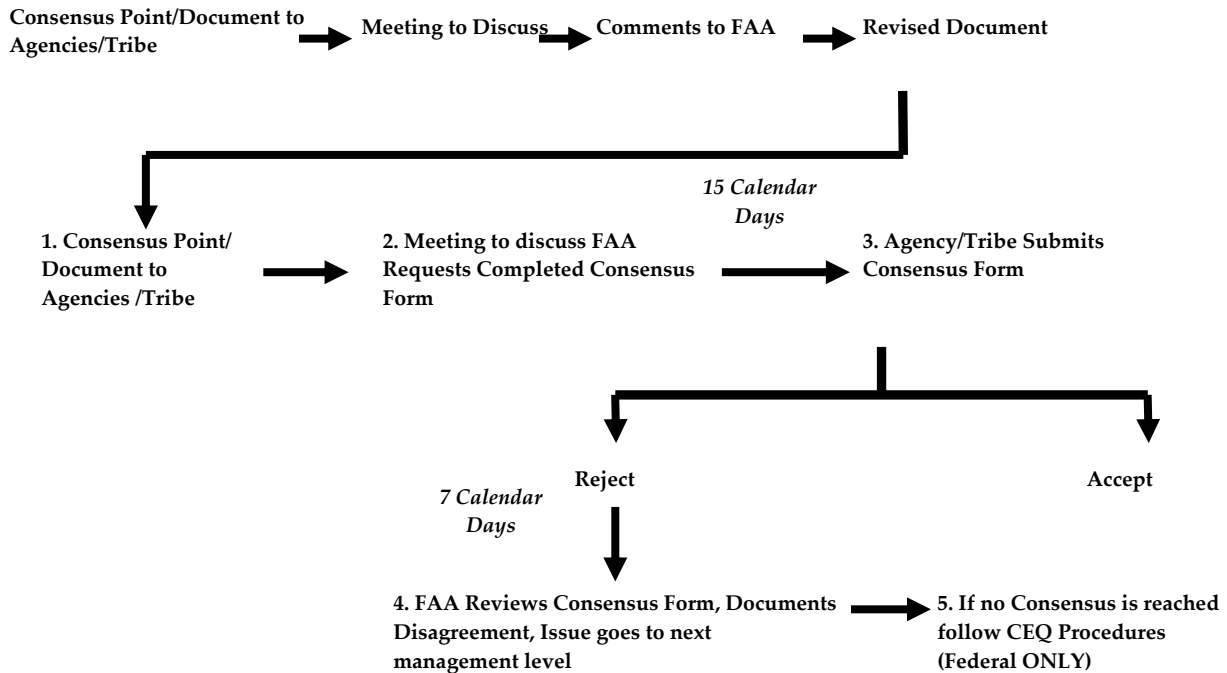 Consensus Point/Document to
Agencies/Tribe
Meeting to Discuss
Comments to FAA
Revised Document
15 Calendar
Days
1. Consensus Point/
Document to
Agencies /Tribe
2. Meeting to discuss FAA
Requests Completed Consensus
Form
3. Agency/Tribe Submits
Consensus Form
Reject
Accept
7 Calendar
Days
4. FAA Reviews Consensus Form, Documents
Disagreement, Issue goes to next
management level
5. If no Consensus is reached
follow CEQ Procedures
(Federal ONLY)